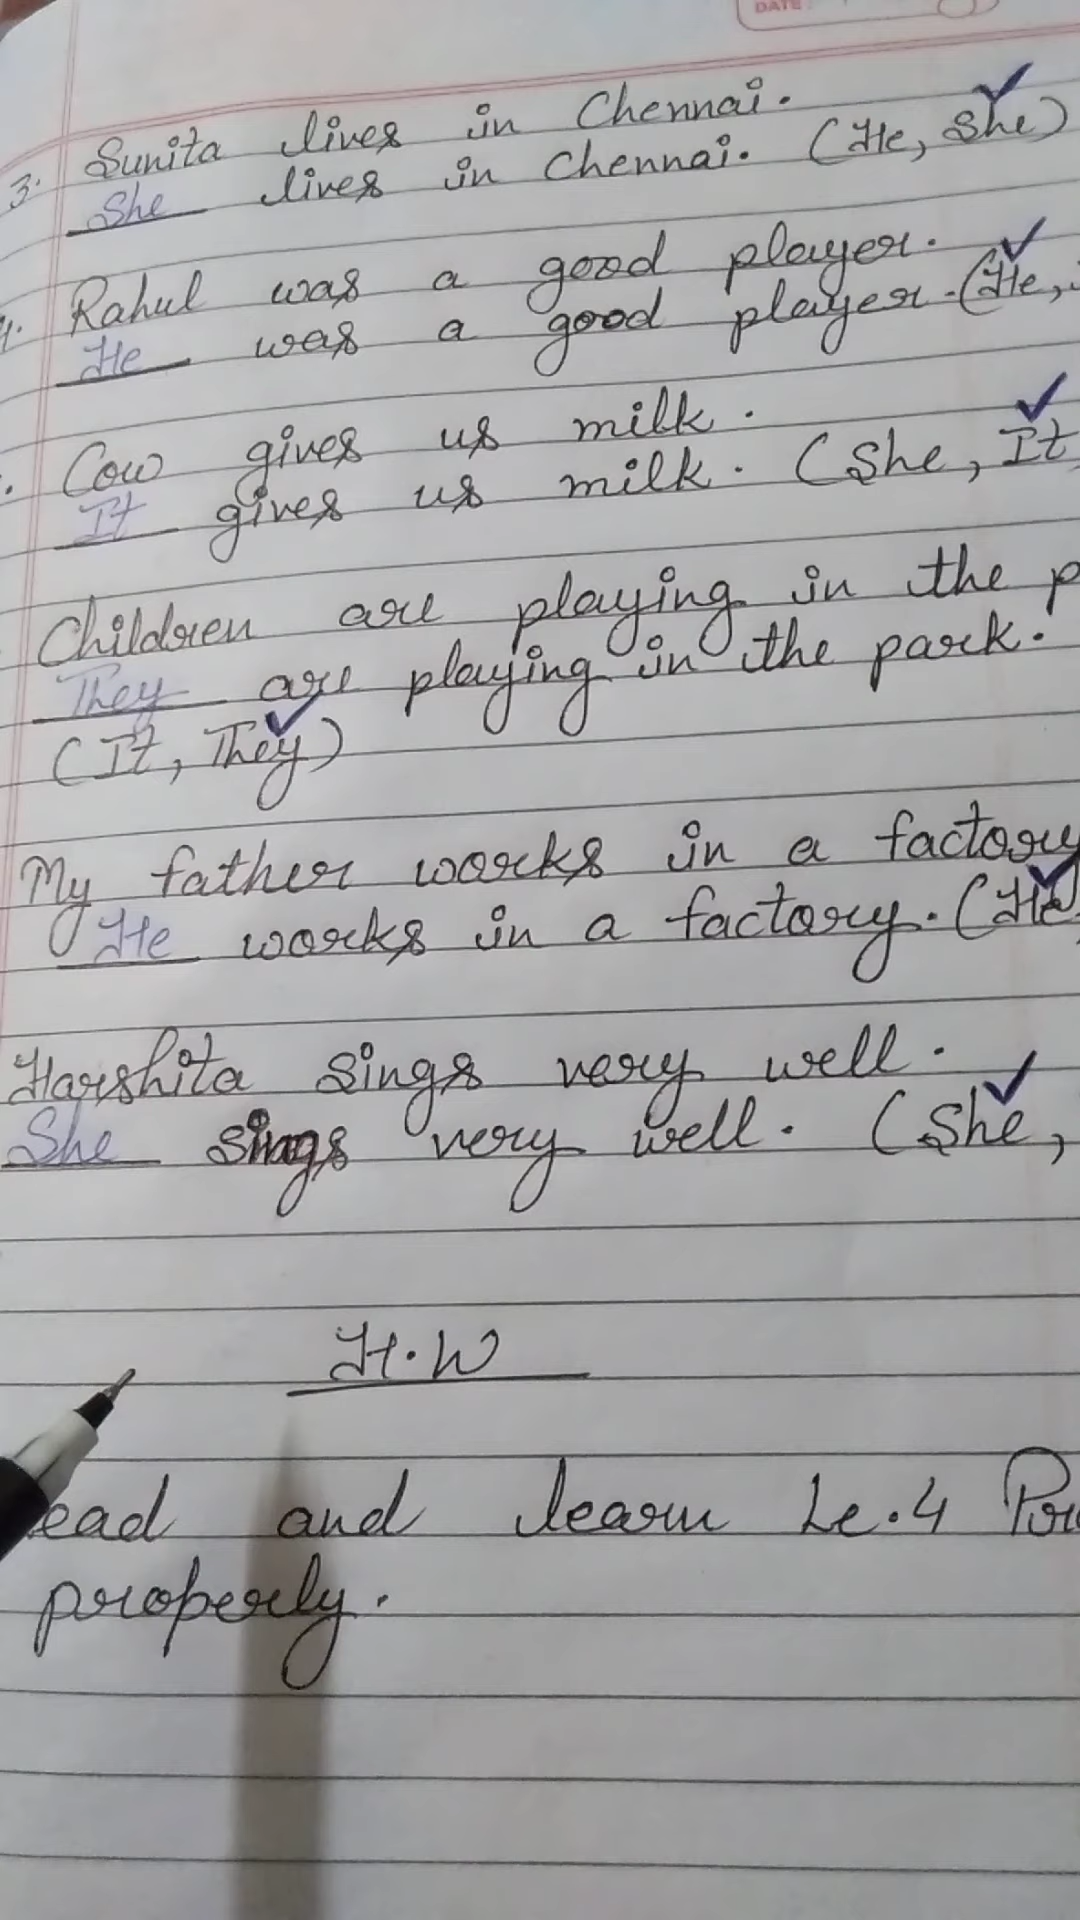 DATE
3. Sunita lives in Chennai.
She lives in Chennai. (He, She)
Rahul was a good player.
He was a good player. (He,
Cow gives us milk.
It gives us milk. (She, It
Children are playing in the
They are playing in the park.
(It, They)
My father works in a factory
He works in a factory. (He
Harshita sings very well.
She sings very well. (She,
H.W
and learn Le.4
properly.